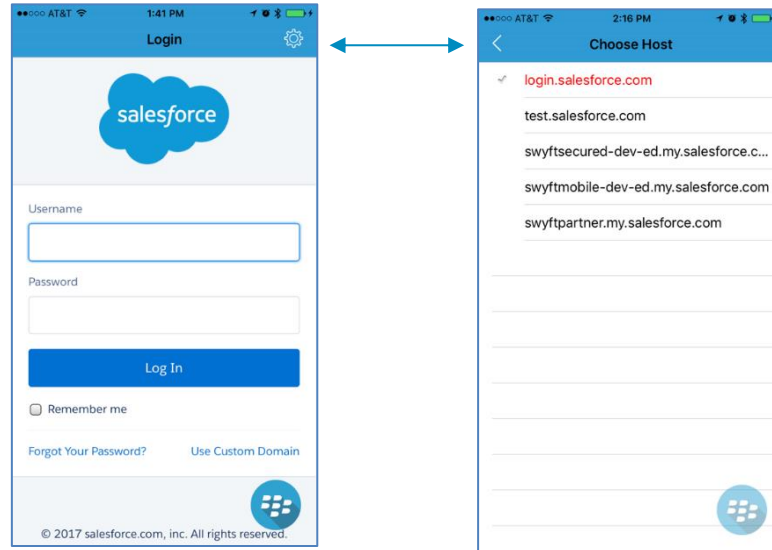 AT&T 1:41 PM
Login
salesforce
Username
Password
Log In
Remember me
Forgot Your Password? Use Custom Domain
© 2017 salesforce.com, inc. All rights reserved.
AT&T 2:16 PM
Choose Host
login.salesforce.com
test.salesforce.com
swyftsecured-dev-ed.my.salesforce.c...
swyftmobile-dev-ed.my.salesforce.com
swyftpartner.my.salesforce.com